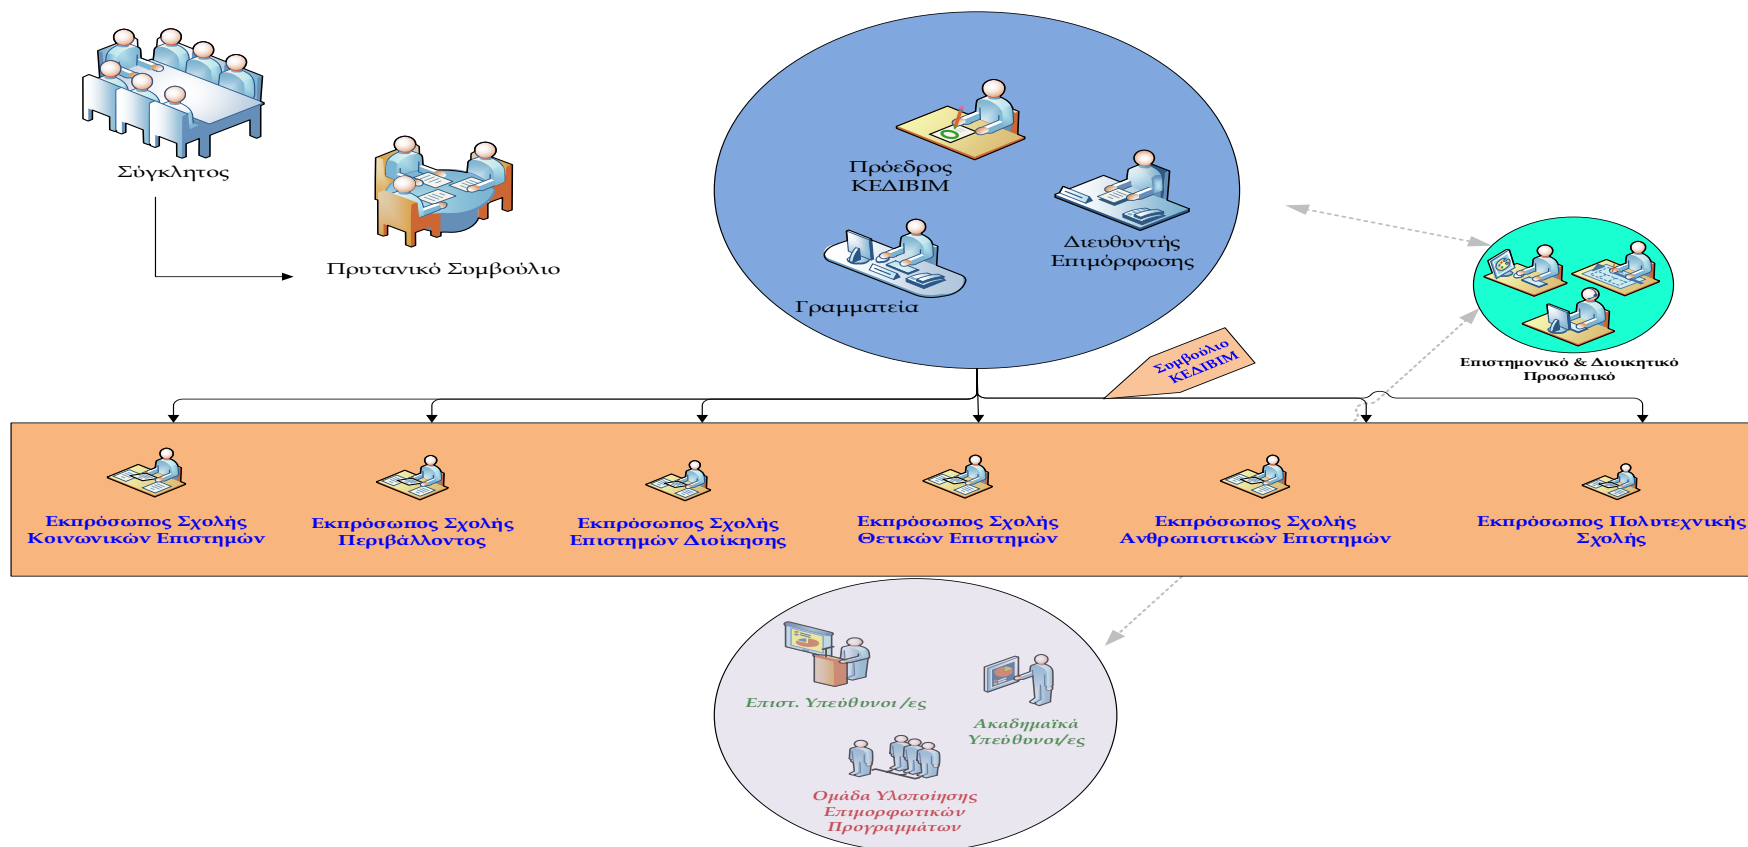 Σύγκλητος
Πρυτανικό Συμβούλιο
Πρόεδρος
ΚΕΔΙΒΙΜ
Διευθυντής
Επιμόρφωσης
Γραμματεία
Συμβούλιο
ΚΕΔΙΒΙΜ
Επιστημονικό & Διοικητικό
Προσωπικό
Εκπρόσωπος Σχολής
Κοινωνικών Επιστημών
Εκπρόσωπος Σχολής
Περιβάλλοντος
Εκπρόσωπος Σχολής
Επιστημών Διοίκησης
Εκπρόσωπος Σχολής
Θετικών Επιστημών
Εκπρόσωπος Σχολής
Ανθρωπιστικών Επιστημών
Εκπρόσωπος Πολυτεχνικής
Σχολής
Επιστ. Υπεύθυνοι /ες
Ακαδημαϊκά
Υπεύθυνοι/ες
Ομάδα Υλοποίησης
Επιμορφωτικών
Προγραμμάτων